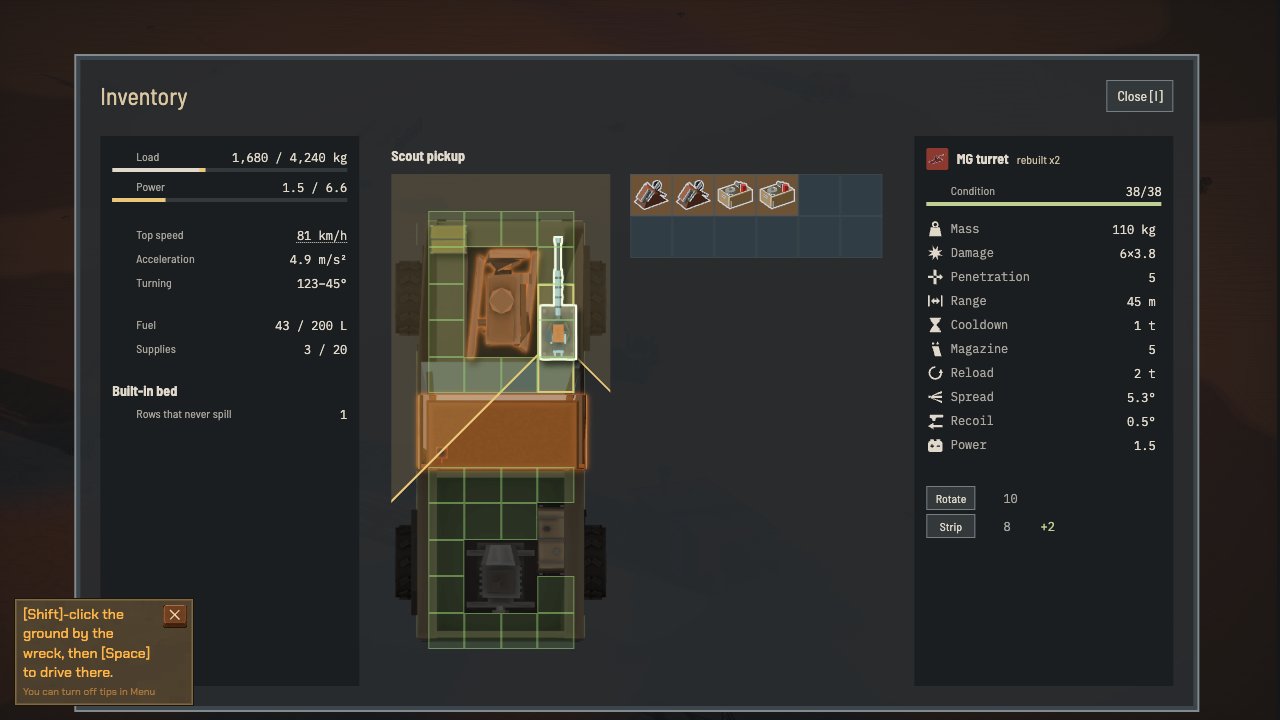 Inventory
Close [I]
Load 1,680 / 4,240 kg
Power 1.5 / 6.6
Top speed 81 km/h
Acceleration 4.9 m/s²
Turning 123–45°
Fuel 43 / 200 L
Supplies 3 / 20
Built-in bed
Rows that never spill 1
Scout pickup
MG turret rebuilt x2
Condition 38/38
Mass 110 kg
Damage 6×3.8
Penetration 5
Range 45 m
Cooldown 1 t
Magazine 5
Reload 2 t
Spread 5.3°
Recoil 0.5°
Power 1.5
Rotate 10
Strip 8 +2
[Shift]-click the
ground by the
wreck, then [Space]
to drive there.
You can turn off tips in Menu